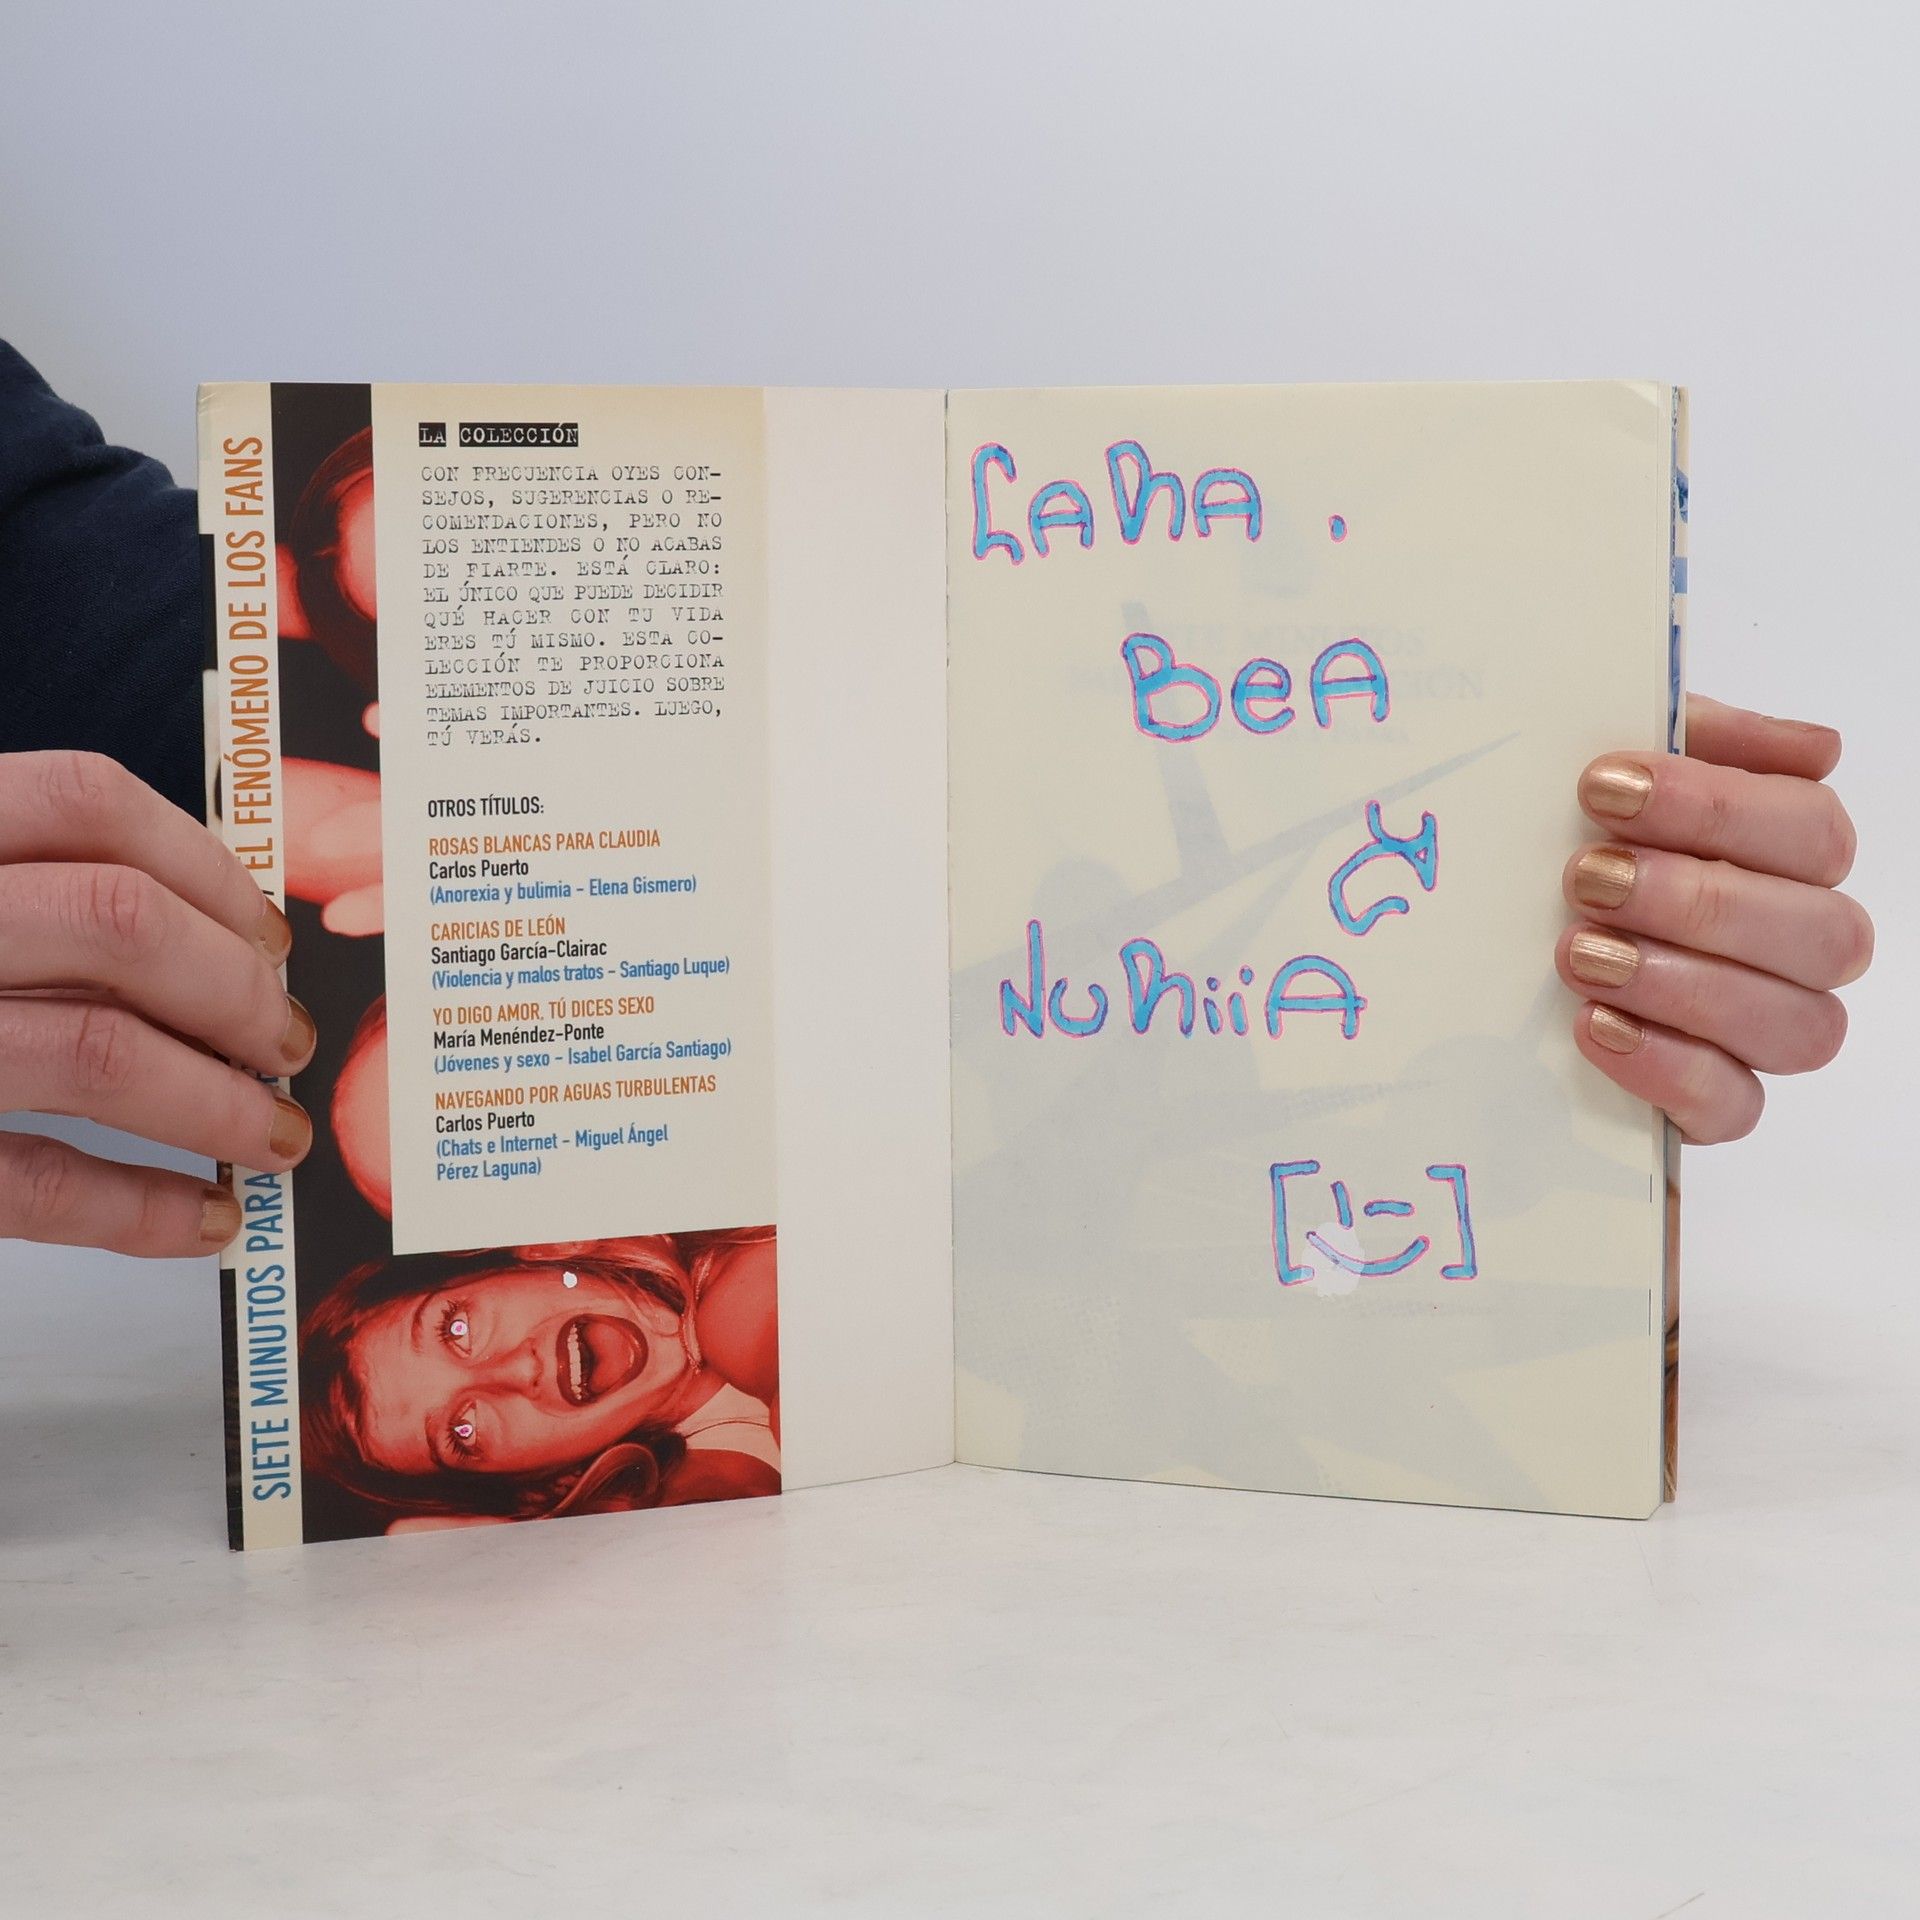 SIETE MINUTOS PARA
/ EL FENÓMENO DE LOS FANS
LA COLECCIÓN
CON FRECUENCIA OYES CON-
SEJOS, SUGERENCIAS O RE-
COMENDACIONES, PERO NO
LOS ENTIENDES O NO ACABAS
DE FIARTE. ESTÁ CLARO:
EL ÚNICO QUE PUEDE DECIDIR
QUÉ HACER CON TU VIDA
ERES TÚ MISMO. ESTA CO-
LECCIÓN TE PROPORCIONA
ELEMENTOS DE JUICIO SOBRE
TEMAS IMPORTANTES. LUEGO,
TÚ VERÁS.
OTROS TÍTULOS:
ROSAS BLANCAS PARA CLAUDIA
Carlos Puerto
(Anorexia y bulimia - Elena Gismero)
CARICIAS DE LEÓN
Santiago García-Clairac
(Violencia y malos tratos - Santiago Luque)
YO DIGO AMOR, TÚ DICES SEXO
María Menéndez-Ponte
(Jóvenes y sexo - Isabel García Santiago)
NAVEGANDO POR AGUAS TURBULENTAS
Carlos Puerto
(Chats e Internet - Miguel Ángel
Pérez Laguna)
LARA.
BeA
y
NURiiA